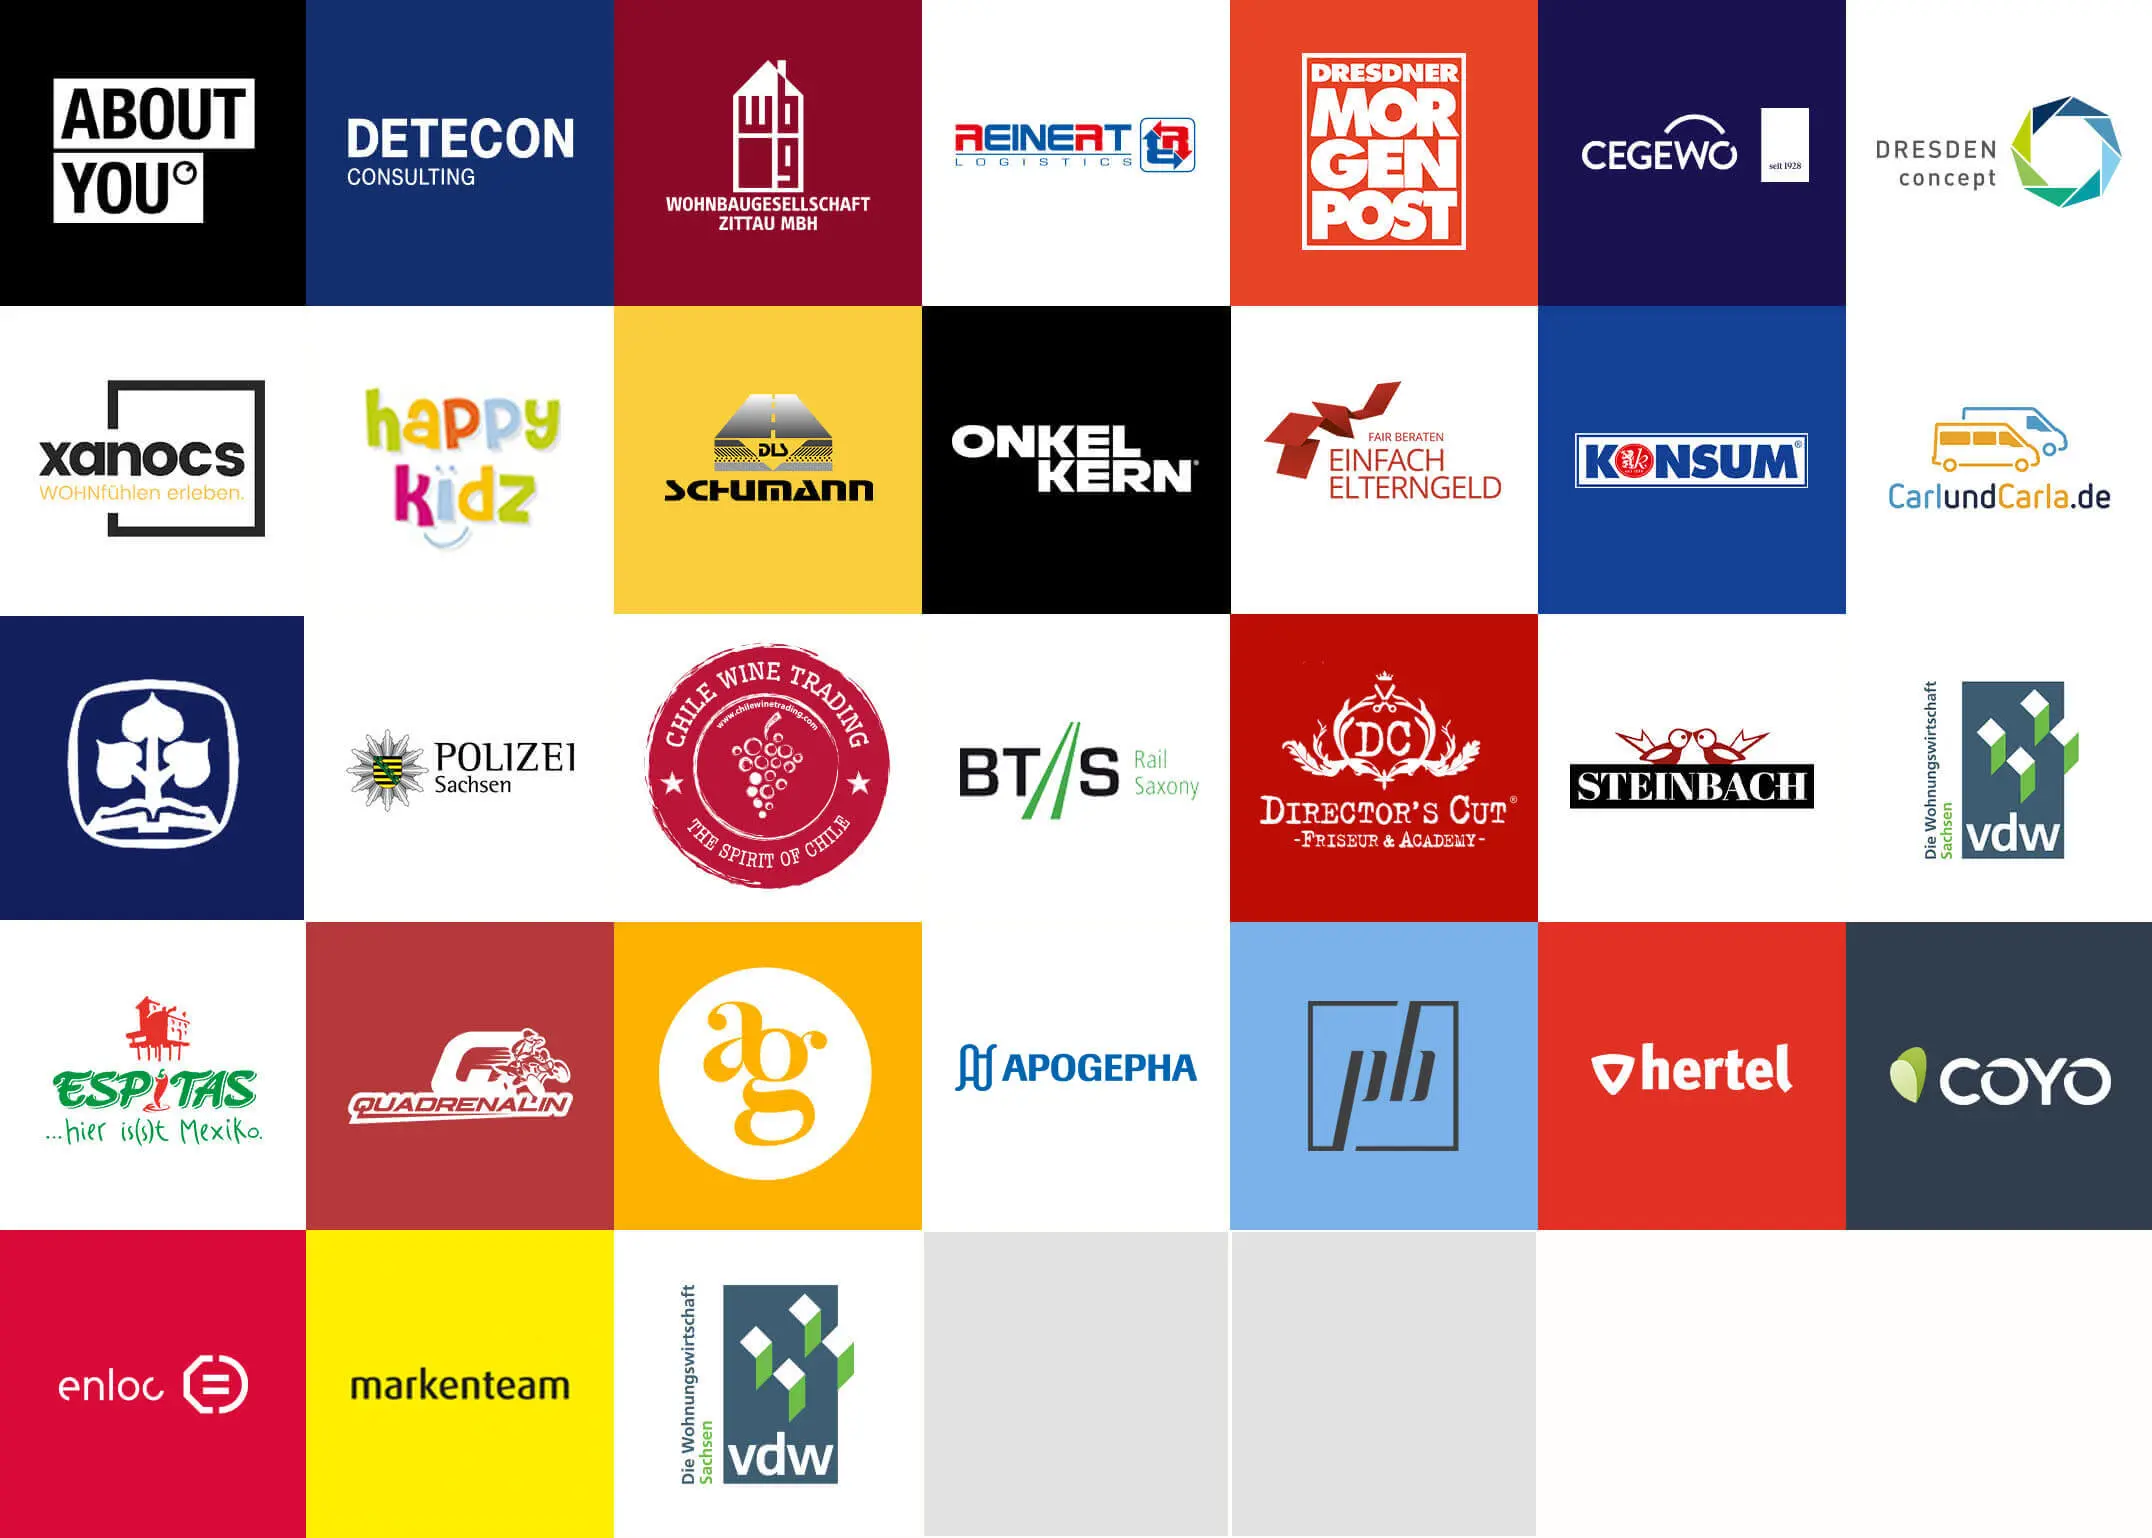 ABOUT
YOU
DETECON
CONSULTING
wbg
WOHNBAUGESELLSCHAFT
ZITTAU MBH
REINERT
LOGISTICS
R
DRESDNER
MOR
GEN
POST
CEGEWO
seit 1928
DRESDEN
concept
xanocs
WOHNfühlen erleben.
happy
kidz
DLS
SCHUMANN
ONKEL
KERN®
FAIR BERATEN
EINFACH
ELTERNGELD
KONSUM®
CarlundCarla.de
POLIZEI
Sachsen
CHILE WINE TRADING
www.chilewinetrading.com
THE SPIRIT OF CHILE
BTS
Rail
Saxony
DC
DIRECTOR'S CUT®
-FRISEUR & ACADEMY-
STEINBACH
Die Wohnungswirtschaft
Sachsen
vdw
ESPITAS
...hier is(s)t Mexiko.
QUADRENALIN
ag
APOGEPHA
pb
hertel
COYO
enloc
markenteam
Die Wohnungswirtschaft
Sachsen
vdw